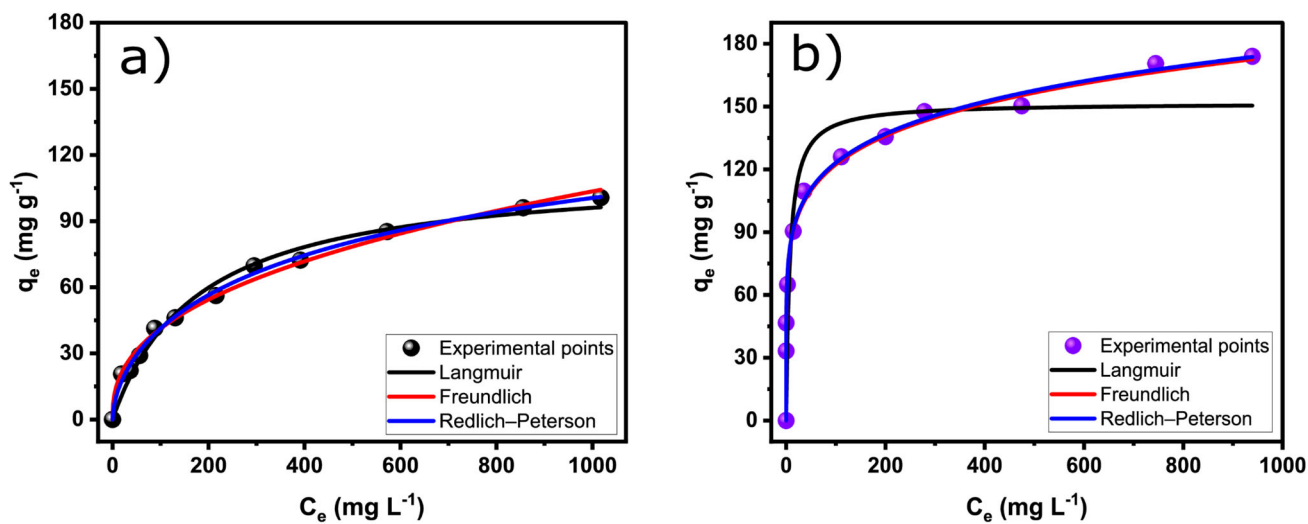 a)
180
150
120
90
60
30
0
qₑ (mg g⁻¹)
0 200 400 600 800 1000
Cₑ (mg L⁻¹)
Experimental points
Langmuir
Freundlich
Redlich–Peterson
b)
180
150
120
90
60
30
0
qₑ (mg g⁻¹)
0 200 400 600 800 1000
Cₑ (mg L⁻¹)
Experimental points
Langmuir
Freundlich
Redlich–Peterson